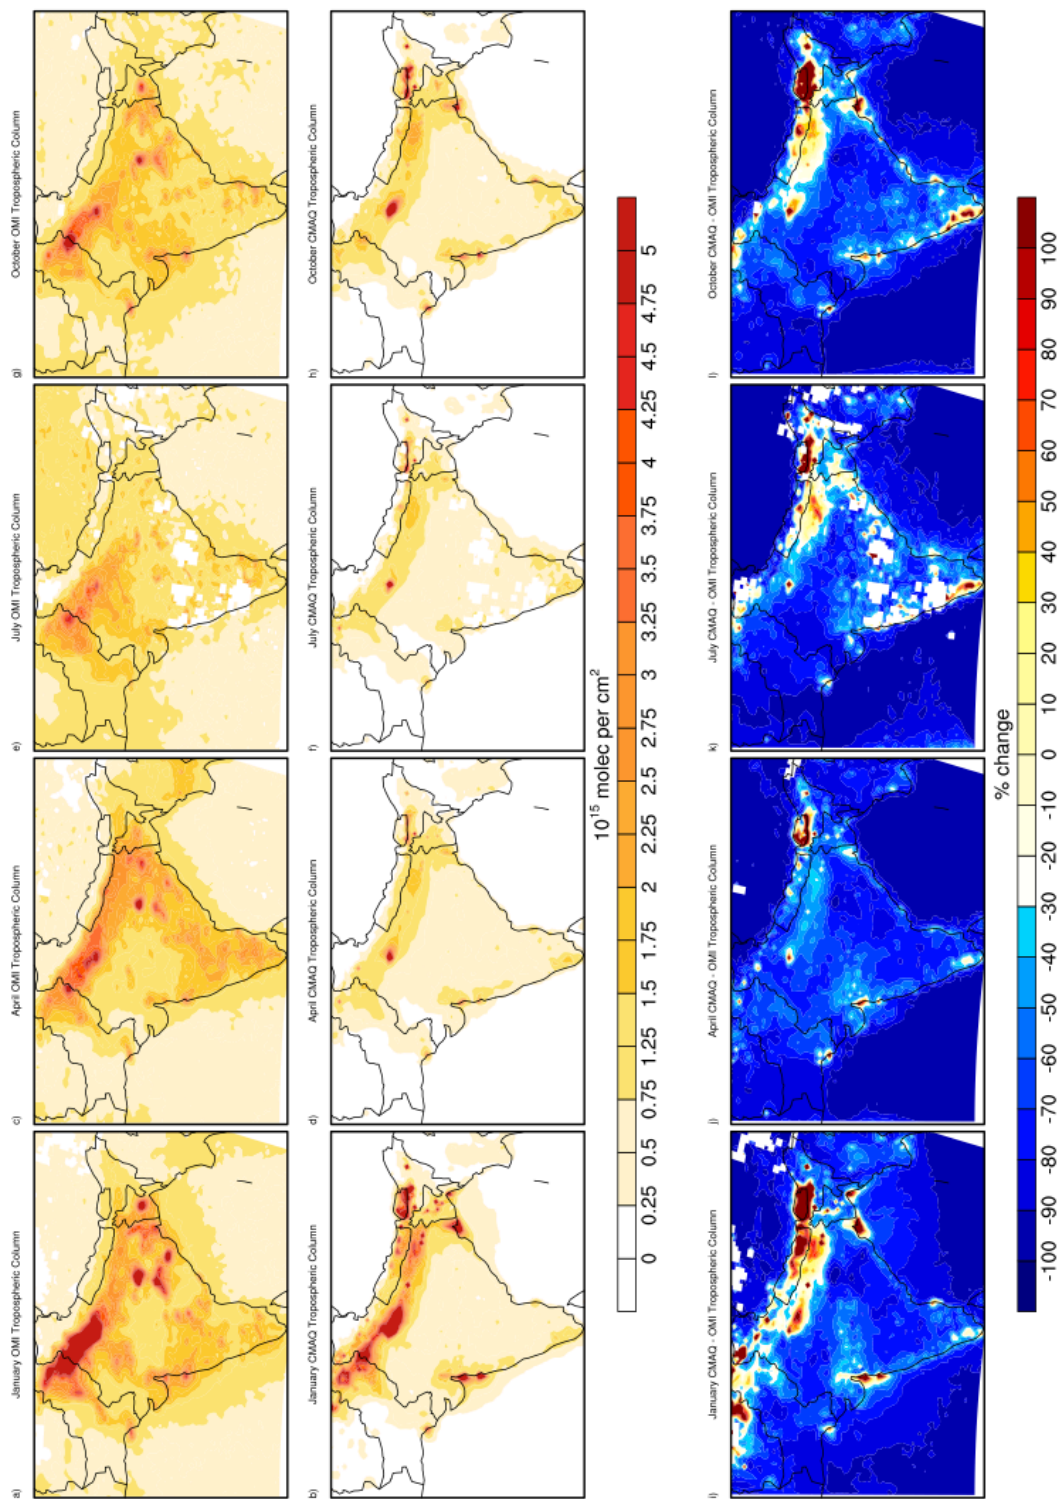 a) January OMI Tropospheric Column
c) April OMI Tropospheric Column
e) July OMI Tropospheric Column
g) October OMI Tropospheric Column
b) January CMAQ Tropospheric Column
d) April CMAQ Tropospheric Column
f) July CMAQ Tropospheric Column
h) October CMAQ Tropospheric Column
10¹⁵ molec per cm²
0 0.25 0.5 0.75 1.25 1.5 1.75 2 2.25 2.5 2.75 3 3.25 3.5 3.75 4 4.25 4.5 4.75 5
i) January CMAQ - OMI Tropospheric Column
j) April CMAQ - OMI Tropospheric Column
k) July CMAQ - OMI Tropospheric Column
l) October CMAQ - OMI Tropospheric Column
% change
-100 -90 -80 -70 -60 -50 -40 -30 -20 -10 0 10 20 30 40 50 60 70 80 90 100